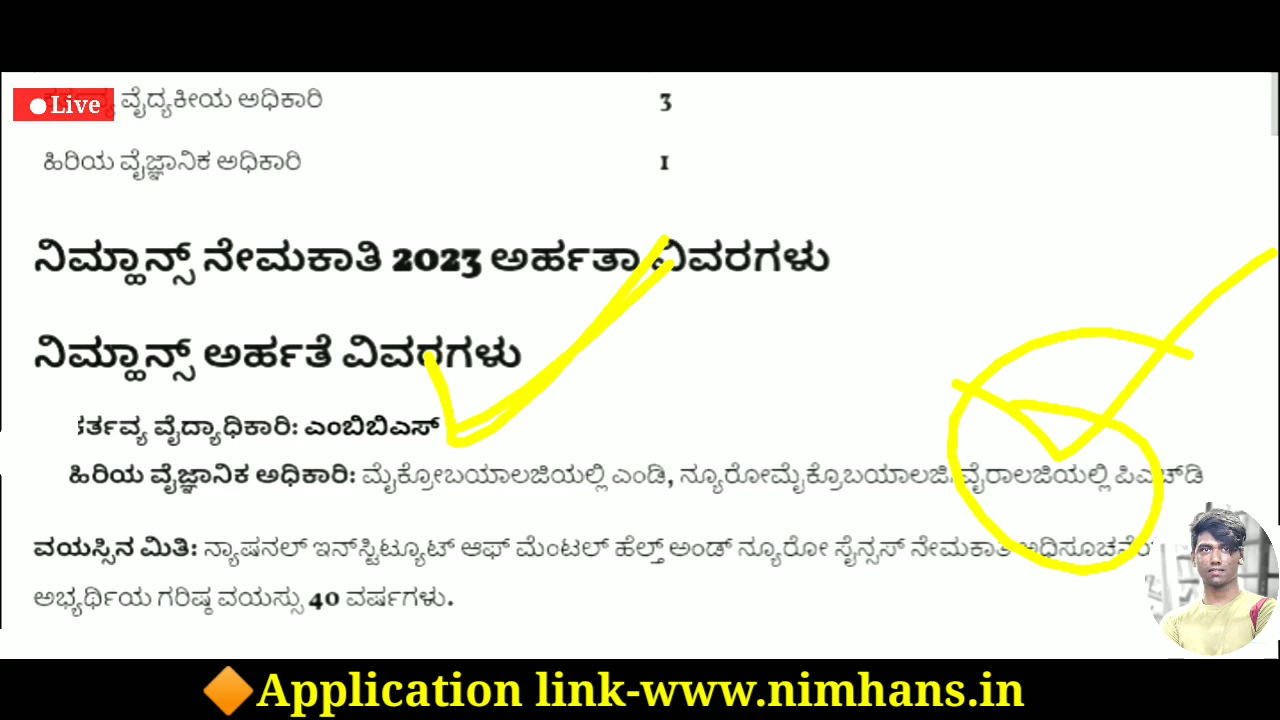 Live ವೈದ್ಯಕೀಯ ಅಧಿಕಾರಿ 3
ಹಿರಿಯ ವೈಜ್ಞಾನಿಕ ಅಧಿಕಾರಿ 1
ನಿಮ್ಹಾನ್ಸ್ ನೇಮಕಾತಿ 2023 ಅರ್ಹತಾ ವಿವರಗಳು
ನಿಮ್ಹಾನ್ಸ್ ಅರ್ಹತೆ ವಿವರಗಳು
ಕರ್ತವ್ಯ ವೈದ್ಯಾಧಿಕಾರಿ: ಎಂಬಿಬಿಎಸ್
ಹಿರಿಯ ವೈಜ್ಞಾನಿಕ ಅಧಿಕಾರಿ: ಮೈಕ್ರೋಬಯಾಲಜಿಯಲ್ಲಿ ಎಂಡಿ, ನ್ಯೂರೋಮೈಕ್ರೊಬಯಾಲಜಿ/ವೈರಾಲಜಿಯಲ್ಲಿ ಪಿಎಚ್‌ಡಿ
ವಯಸ್ಸಿನ ಮಿತಿ: ನ್ಯಾಷನಲ್ ಇನ್‌ಸ್ಟಿಟ್ಯೂಟ್ ಆಫ್ ಮೆಂಟಲ್ ಹೆಲ್ತ್ ಅಂಡ್ ನ್ಯೂರೋ ಸೈನ್ಸಸ್ ನೇಮಕಾತಿ
ಅಭ್ಯರ್ಥಿಯ ಗರಿಷ್ಠ ವಯಸ್ಸು 40 ವರ್ಷಗಳು.
🔶Application link-www.nimhans.in